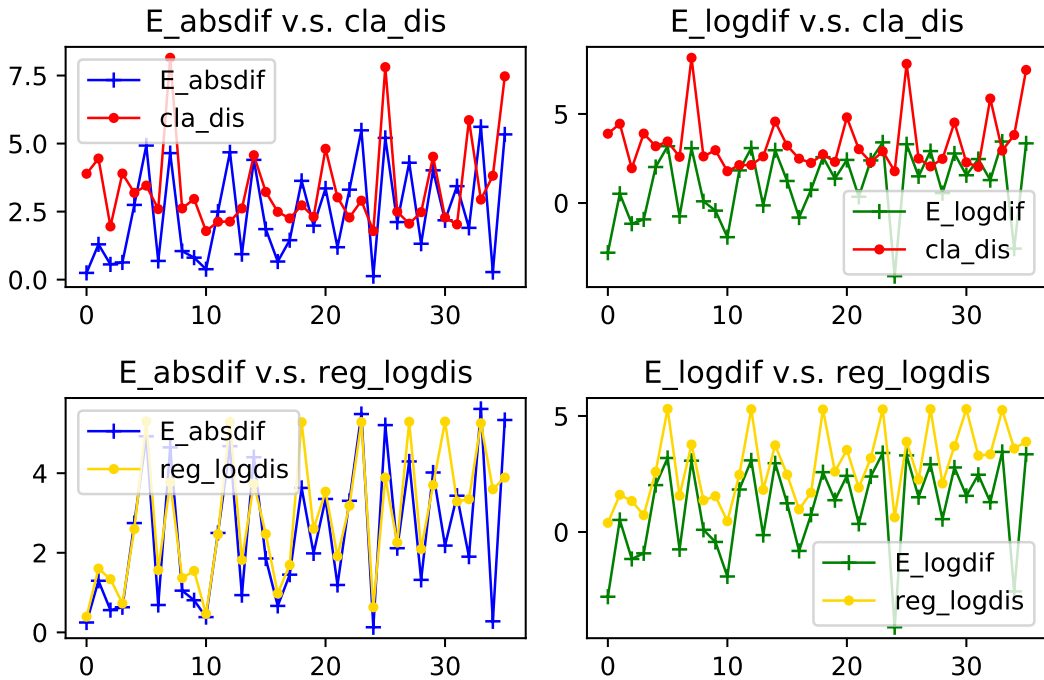 E_absdif v.s. cla_dis
7.5
5.0
2.5
0.0
E_absdif
cla_dis
0 10 20 30
E_logdif v.s. cla_dis
5
0
E_logdif
cla_dis
0 10 20 30
E_absdif v.s. reg_logdis
4
2
0
E_absdif
reg_logdis
0 10 20 30
E_logdif v.s. reg_logdis
5
0
E_logdif
reg_logdis
0 10 20 30